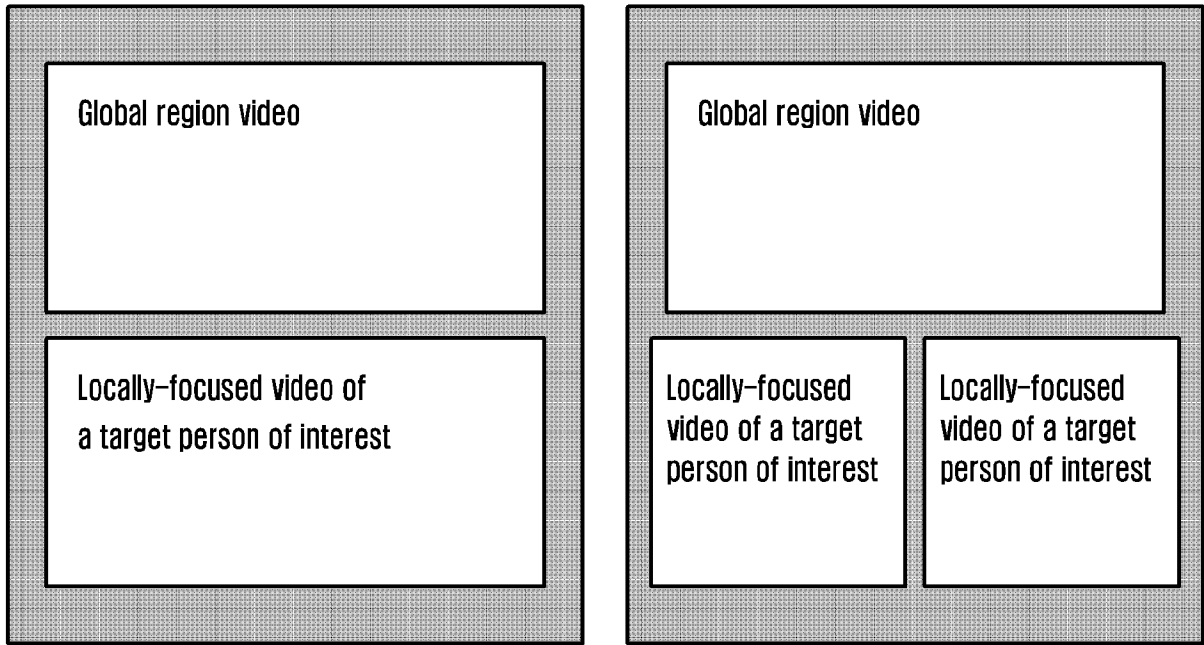 Global region video
Locally-focused video of
a target person of interest
Global region video
Locally-focused
video of a target
person of interest
Locally-focused
video of a target
person of interest